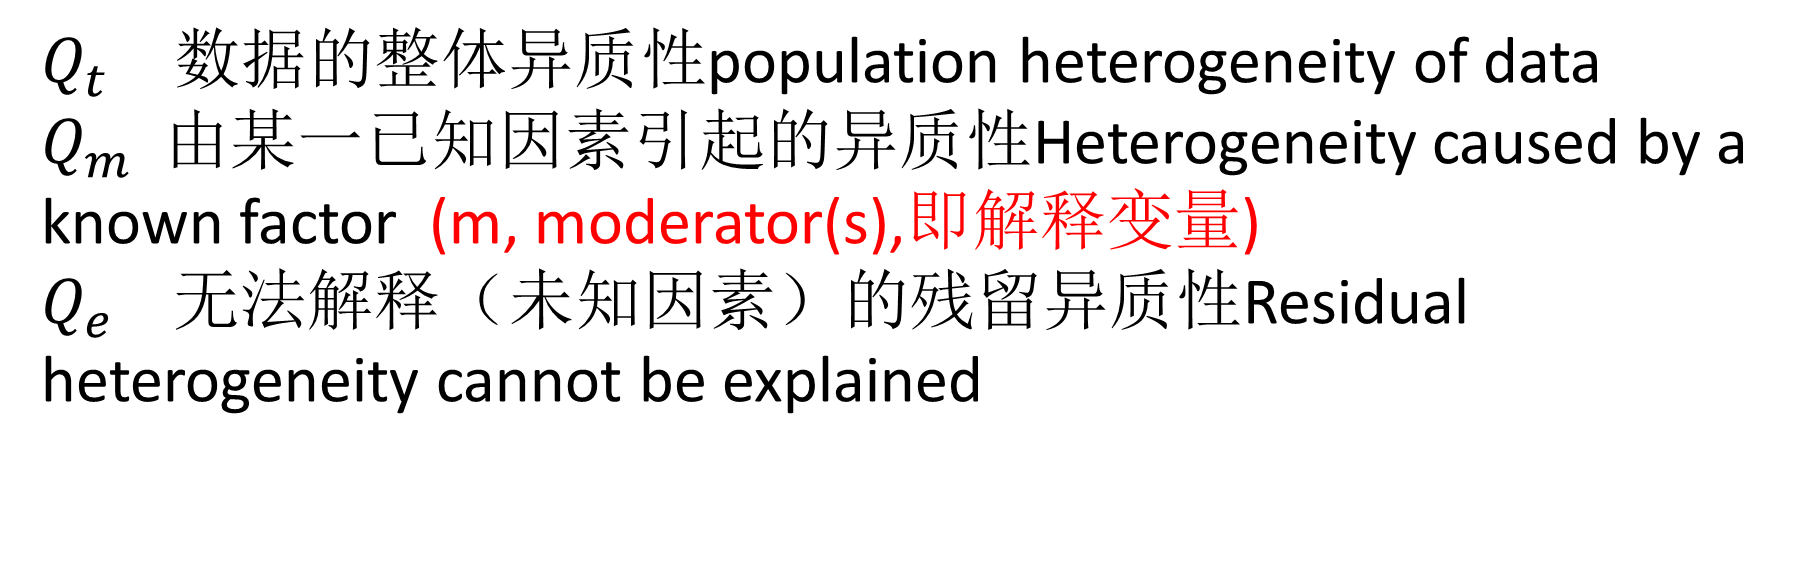 Qt 数据的整体异质性population heterogeneity of data
Qm 由某一已知因素引起的异质性Heterogeneity caused by a
known factor (m, moderator(s),即解释变量)
Qe 无法解释（未知因素）的残留异质性Residual
heterogeneity cannot be explained